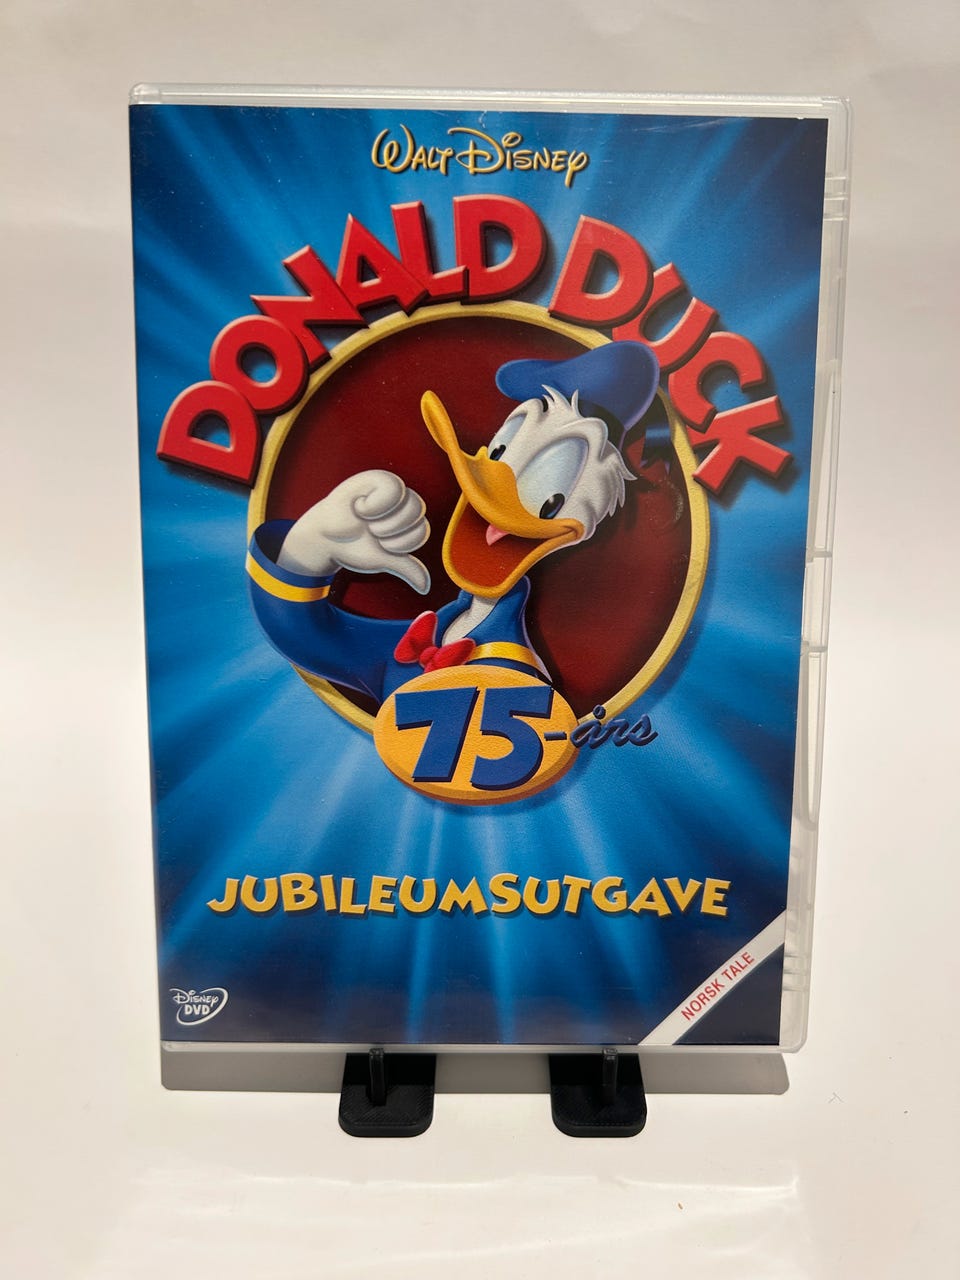 WALT DISNEY
DONALD DUCK
75-års
JUBILEUMSUTGAVE
NORSK TALE
DISNEY
DVD